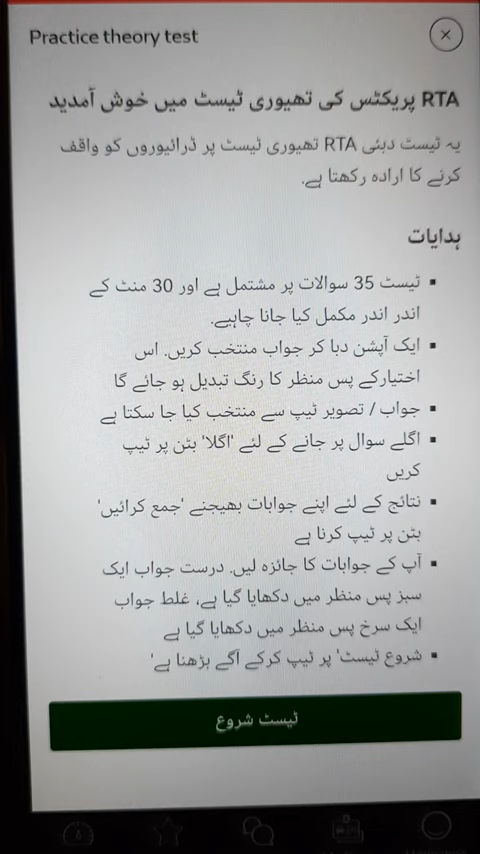 Practice theory test
RTA پریکٹس کی تھیوری ٹیسٹ میں خوش آمدید
یہ ٹیسٹ دبئی RTA تھیوری ٹیسٹ پر ڈرائیوروں کو واقف
کرنے کا ارادہ رکھتا ہے.
ہدایات
▪ ٹیسٹ 35 سوالات پر مشتمل ہے اور 30 منٹ کے
اندر اندر مکمل کیا جانا چاہیے.
▪ ایک آپشن دبا کر جواب منتخب کریں. اس
اختیارکے پس منظر کا رنگ تبدیل ہو جائے گا
▪ جواب / تصویر ٹیپ سے منتخب کیا جا سکتا ہے
▪ اگلے سوال پر جانے کے لئے 'اگلا' بٹن پر ٹیپ
کریں
▪ نتائج کے لئے اپنے جوابات بھیجنے 'جمع کرائیں'
بٹن پر ٹیپ کرنا ہے
▪ آپ کے جوابات کا جائزہ لیں. درست جواب ایک
سبز پس منظر میں دکھایا گیا ہے، غلط جواب
ایک سرخ پس منظر میں دکھایا گیا ہے
▪ شروع ٹیسٹ' پر ٹیپ کرکے آگے بڑھنا ہے'
ٹیسٹ شروع